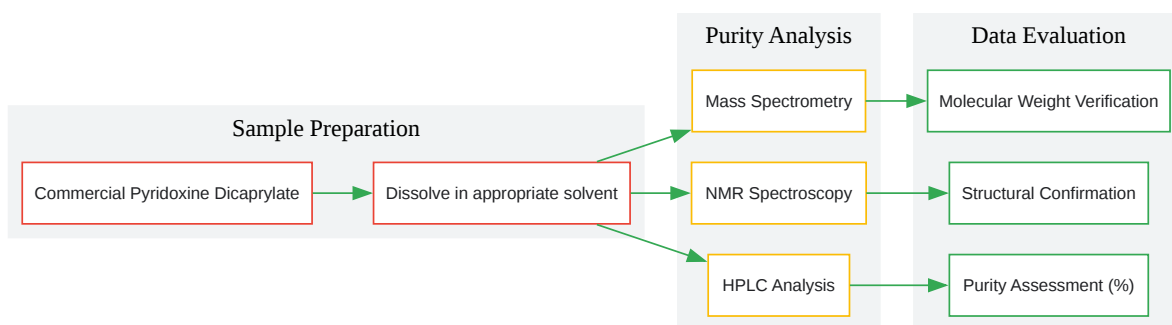 Sample Preparation
Commercial Pyridoxine Dicaprylate
Dissolve in appropriate solvent
Purity Analysis
Mass Spectrometry
NMR Spectroscopy
HPLC Analysis
Data Evaluation
Molecular Weight Verification
Structural Confirmation
Purity Assessment (%)